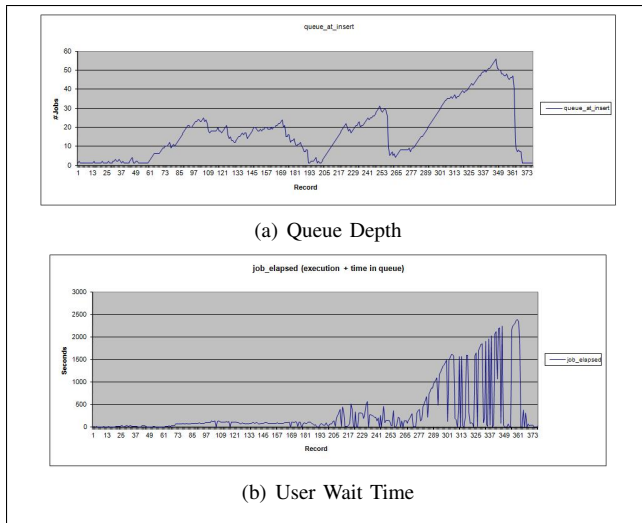 queue_at_insert
60
50
40
30
20
10
0
# Jobs
1 13 25 37 49 61 73 85 97 109 121 133 145 157 169 181 193 205 217 229 241 253 265 277 289 301 313 325 337 349 361 373
Record
queue_at_insert
(a) Queue Depth
job_elapsed (execution + time in queue)
3000
2500
2000
1500
1000
500
0
Seconds
1 13 25 37 49 61 73 85 97 109 121 133 145 157 169 181 193 205 217 229 241 253 265 277 289 301 313 325 337 349 361 373
Record
job_elapsed
(b) User Wait Time